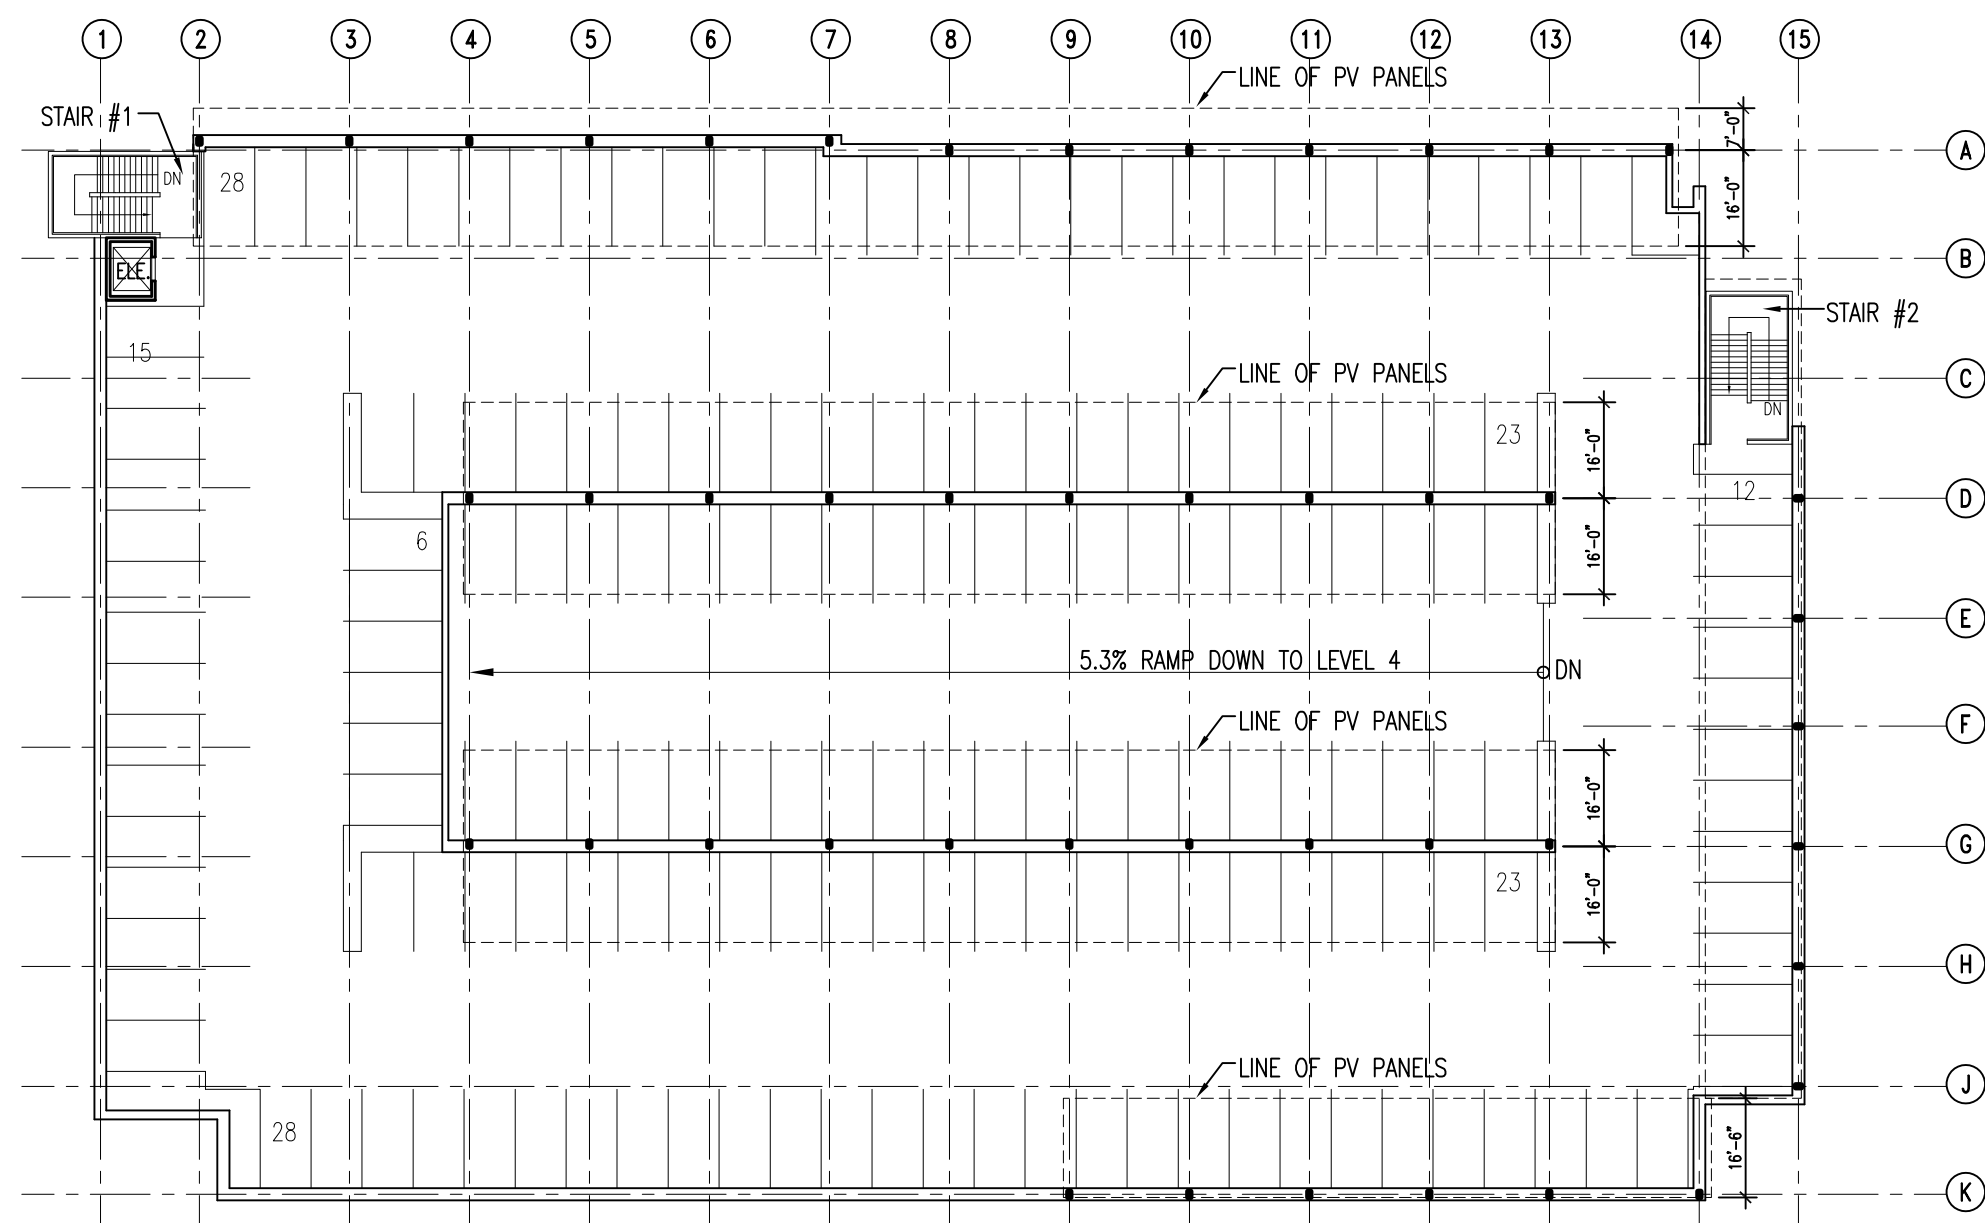 1 2 3 4 5 6 7 8 9 10 11 12 13 14 15
LINE OF PV PANELS
STAIR #1
7'-0"
A
DN
28
16'-0"
B
ELE.
STAIR #2
15
LINE OF PV PANELS
C
DN
23
16'-0"
12
D
6
16'-0"
E
5.3% RAMP DOWN TO LEVEL 4
DN
LINE OF PV PANELS
F
16'-0"
G
23
16'-0"
H
LINE OF PV PANELS
J
28
16'-6"
K